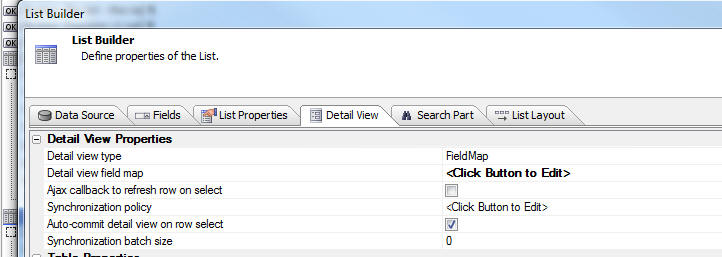 List Builder
List Builder
Define properties of the List.
Data Source Fields List Properties Detail View Search Part List Layout
Detail View Properties
Detail view type FieldMap
Detail view field map <Click Button to Edit>
Ajax callback to refresh row on select
Synchronization policy <Click Button to Edit>
Auto-commit detail view on row select
Synchronization batch size 0
Table Properties